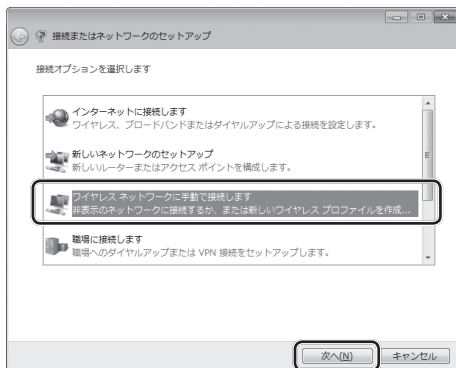 接続またはネットワークのセットアップ
接続オプションを選択します
インターネットに接続します
ワイヤレス、ブロードバンドまたはダイヤルアップによる接続を設定します。
新しいネットワークのセットアップ
新しいルーターまたはアクセス ポイントを構成します。
ワイヤレス ネットワークに手動で接続します
非表示のネットワークに接続するか、または新しいワイヤレス プロファイルを作成...
職場に接続します
職場へのダイヤルアップまたは VPN 接続をセットアップします。
次へ(N)
キャンセル